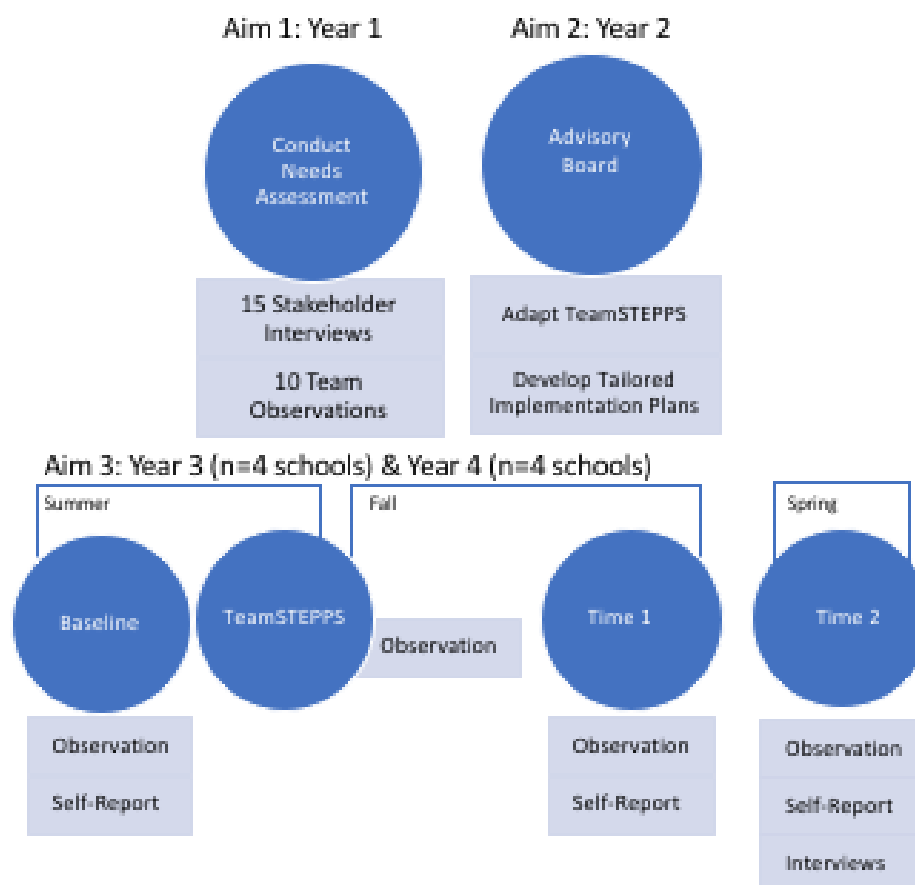 Aim 1: Year 1
Aim 2: Year 2
Conduct
Needs
Assessment
Advisory
Board
15 Stakeholder
Interviews
10 Team
Observations
Adapt TeamSTEPPS
Develop Tailored
Implementation Plans
Aim 3: Year 3 (n=4 schools) & Year 4 (n=4 schools)
Summer
Fall
Spring
Baseline
TeamSTEPPS
Observation
Time 1
Time 2
Observation
Self-Report
Observation
Self-Report
Observation
Self-Report
Interviews